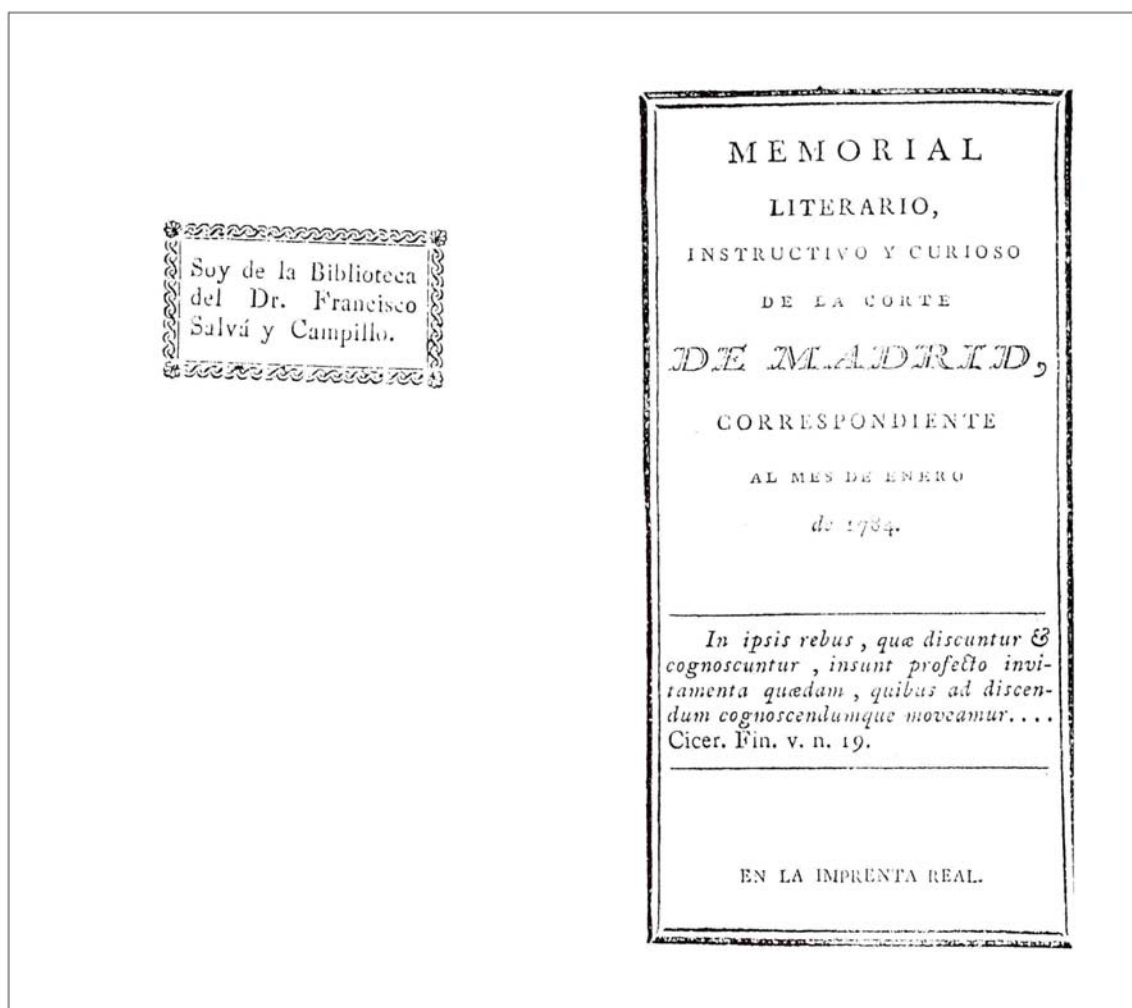 Soy de la Biblioteca
del Dr. Francisco
Salvá y Campillo.
MEMORIAL
LITERARIO,
INSTRUCTIVO Y CURIOSO
DE LA CORTE
DE MADRID,
CORRESPONDIENTE
AL MES DE ENERO
de 1784.
In ipsis rebus, quæ discuntur &
cognoscuntur, insunt profecto invi-
tamenta quædam, quibus ad discen-
dum cognoscendumque moveamur....
Cicer. Fin. v. n. 19.
EN LA IMPRENTA REAL.